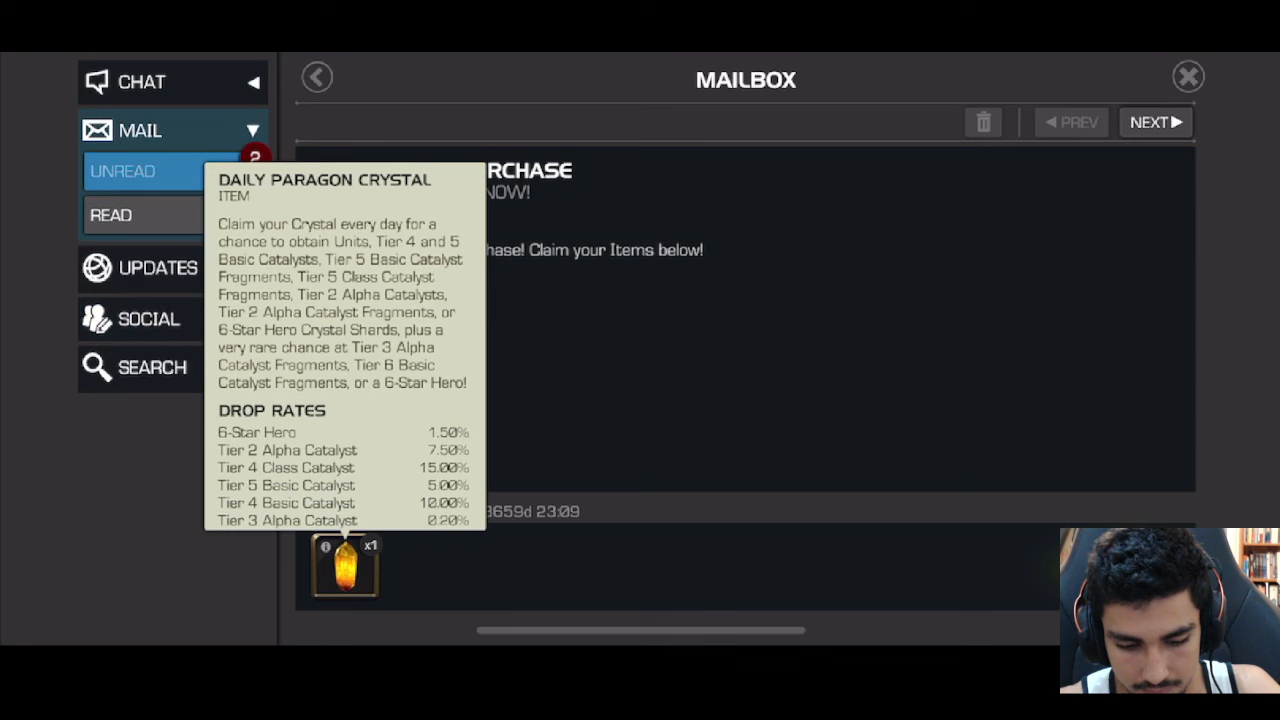 CHAT
MAIL
2
UNREAD
READ
UPDATES
SOCIAL
SEARCH
MAILBOX
PREV
NEXT
RCHASE
NOW!
hase! Claim your Items below!
3659d 23:09
DAILY PARAGON CRYSTAL
ITEM
Claim your Crystal every day for a
chance to obtain Units, Tier 4 and 5
Basic Catalysts, Tier 5 Basic Catalyst
Fragments, Tier 5 Class Catalyst
Fragments, Tier 2 Alpha Catalysts,
Tier 2 Alpha Catalyst Fragments, or
6-Star Hero Crystal Shards, plus a
very rare chance at Tier 3 Alpha
Catalyst Fragments, Tier 6 Basic
Catalyst Fragments, or a 6-Star Hero!
DROP RATES
6-Star Hero 1.50%
Tier 2 Alpha Catalyst 7.50%
Tier 4 Class Catalyst 15.00%
Tier 5 Basic Catalyst 5.00%
Tier 4 Basic Catalyst 10.00%
Tier 3 Alpha Catalyst 0.20%
x1